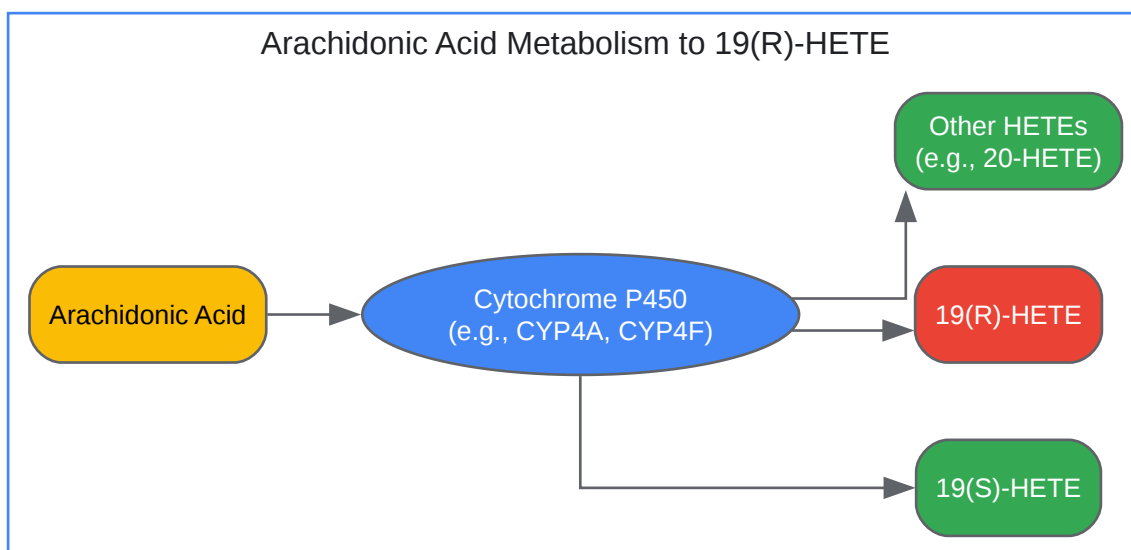 Arachidonic Acid Metabolism to 19(R)-HETE
Other HETEs
(e.g., 20-HETE)
Arachidonic Acid
Cytochrome P450
(e.g., CYP4A, CYP4F)
19(R)-HETE
19(S)-HETE